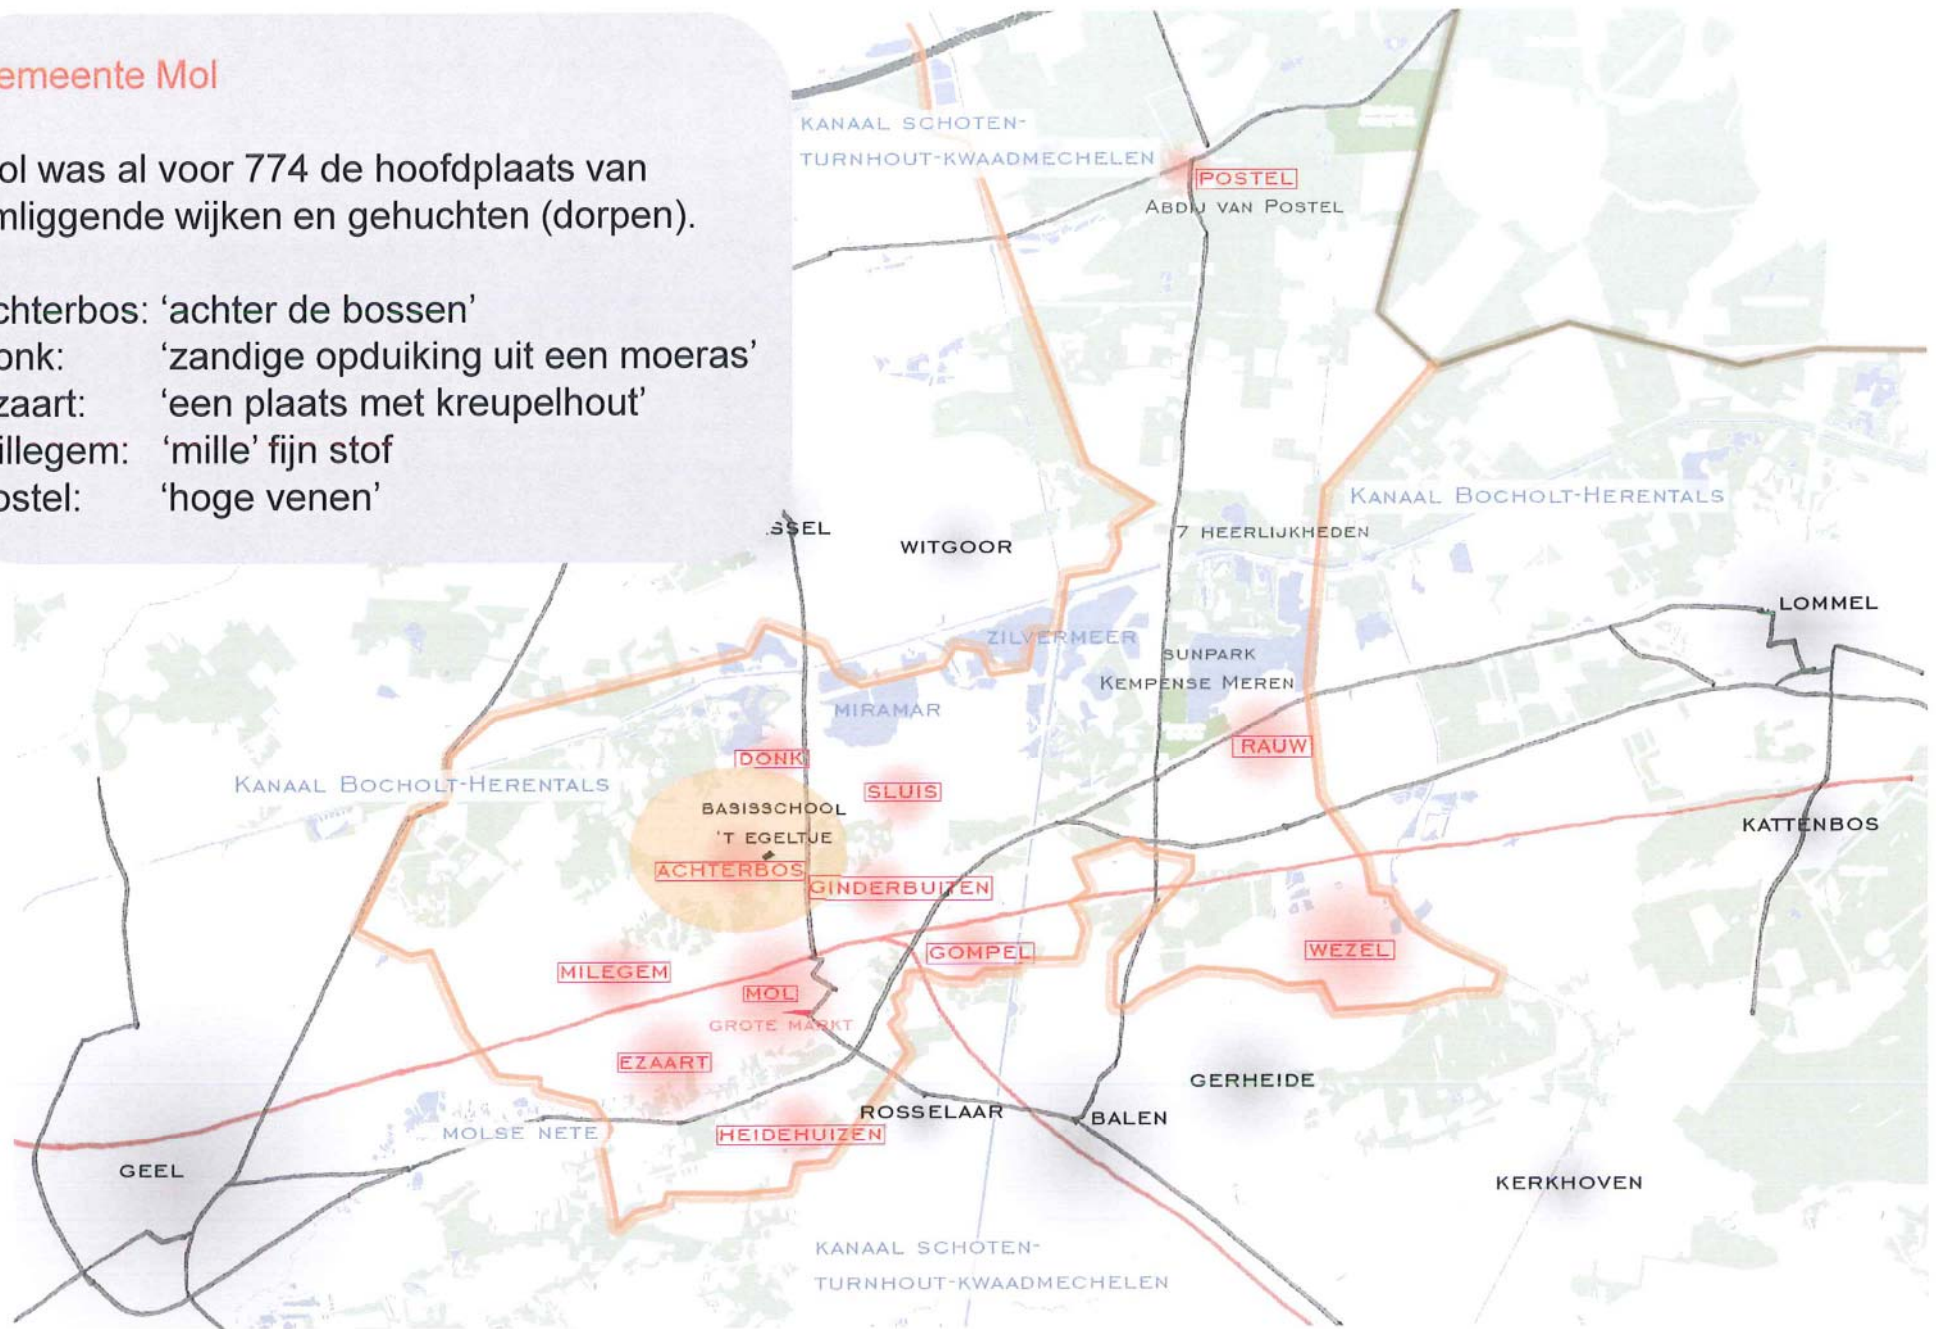 emeente Mol
ol was al voor 774 de hoofdplaats van
mliggende wijken en gehuchten (dorpen).
chterbos: ‘achter de bossen’
onk: ‘zandige opduiking uit een moeras’
zaart: ‘een plaats met kreupelhout’
illegem: ‘mille’ fijn stof
ostel: ‘hoge venen’
KANAAL SCHOTEN-
TURNHOUT-KWAADMECHELEN
POSTEL
ABDIJ VAN POSTEL
KANAAL BOCHOLT-HERENTALS
SSEL
WITGOOR
7 HEERLIJKHEDEN
LOMMEL
ZILVERMEER
SUNPARK
KEMPENSE MEREN
MIRAMAR
RAUW
DONK
KANAAL BOCHOLT-HERENTALS
SLUIS
BASISSCHOOL
'T EGELTJE
KATTENBOS
ACHTERBOS
GINDERBUITEN
GOMPEL
WEZEL
MILEGEM
MOL
GROTE MARKT
EZAART
GERHEIDE
ROSSELAAR
BALEN
MOLSE NETE
HEIDEHUIZEN
GEEL
KERKHOVEN
KANAAL SCHOTEN-
TURNHOUT-KWAADMECHELEN